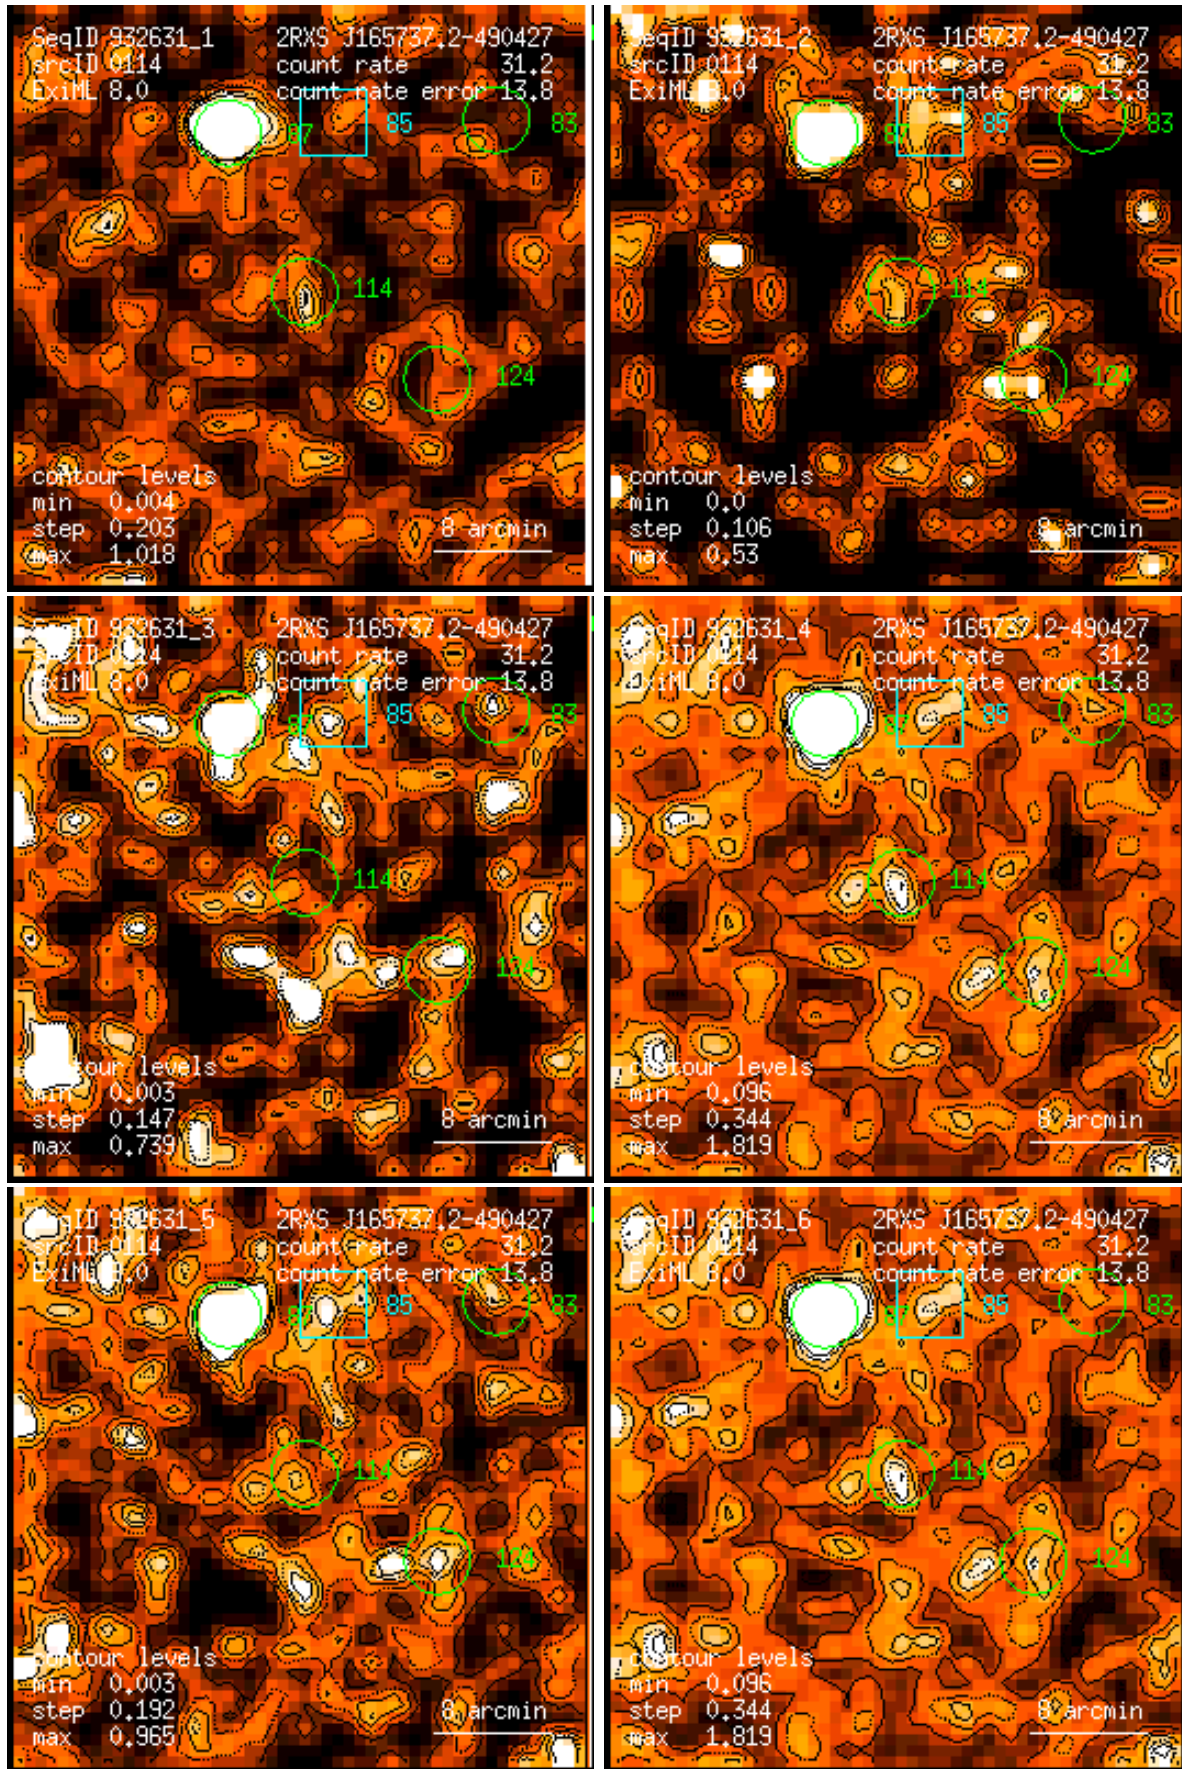 SeqID 932631_1 2RXS J165737.2-490427
srcID 0114 count rate 31.2
ExiML 8.0 count rate error 13.8
87 85 83
114
124
contour levels
min 0.004
step 0.203 8 arcmin
max 1.018
SeqID 932631_2 2RXS J165737.2-490427
srcID 0114 count rate 31.2
ExiML 8.0 count rate error 13.8
87 85 83
114
124
contour levels
min 0.0
step 0.106 8 arcmin
max 0.53
SeqID 932631_3 2RXS J165737.2-490427
srcID 0114 count rate 31.2
ExiML 8.0 count rate error 13.8
87 85 83
114
124
contour levels
min 0.003
step 0.147 8 arcmin
max 0.739
SeqID 932631_4 2RXS J165737.2-490427
srcID 0114 count rate 31.2
ExiML 8.0 count rate error 13.8
87 85 83
114
124
contour levels
min 0.096
step 0.344 8 arcmin
max 1.819
SeqID 932631_5 2RXS J165737.2-490427
srcID 0114 count rate 31.2
ExiML 8.0 count rate error 13.8
87 85 83
114
124
contour levels
min 0.003
step 0.192 8 arcmin
max 0.965
SeqID 932631_6 2RXS J165737.2-490427
srcID 0114 count rate 31.2
ExiML 8.0 count rate error 13.8
87 85 83
114
124
contour levels
min 0.096
step 0.344 8 arcmin
max 1.819